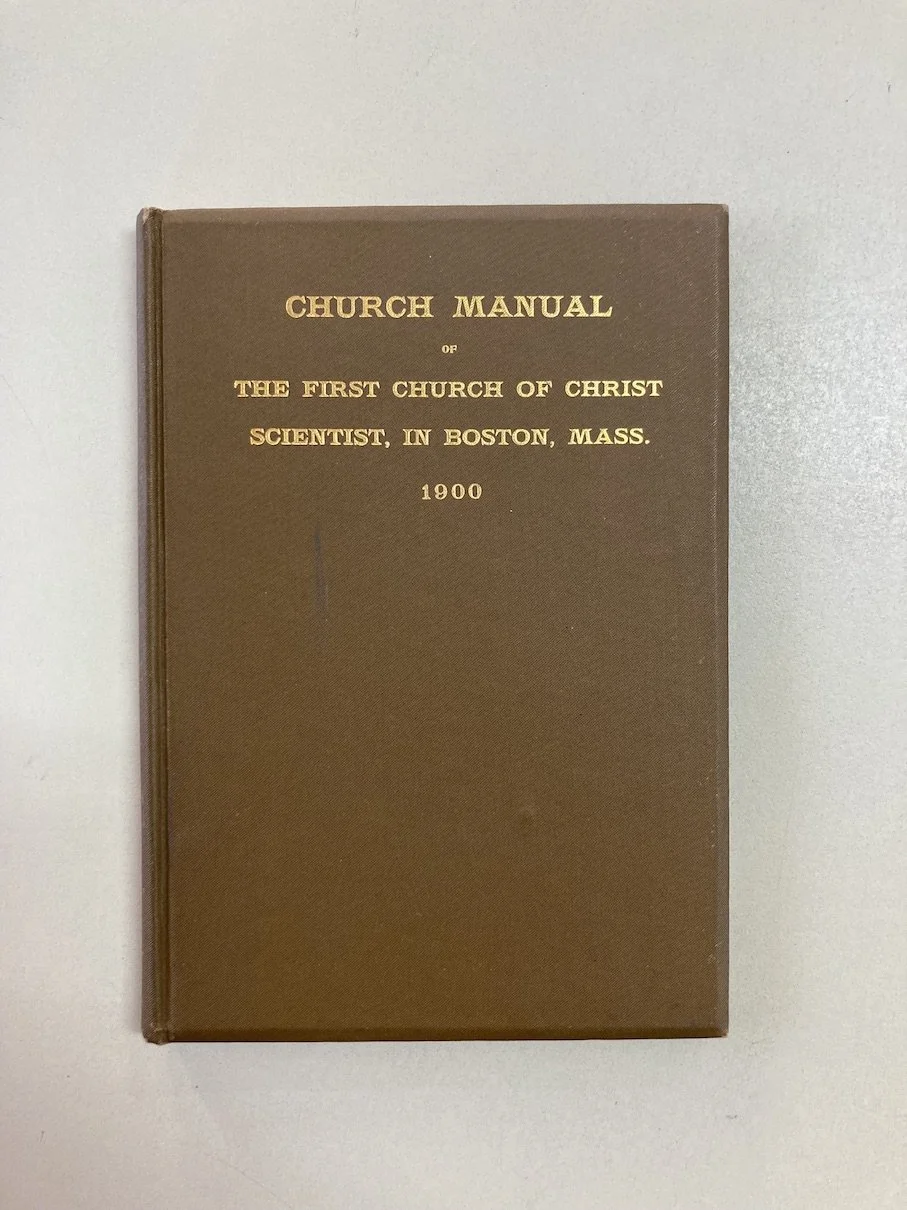 CHURCH MANUAL
OF
THE FIRST CHURCH OF CHRIST
SCIENTIST, IN BOSTON, MASS.
1900